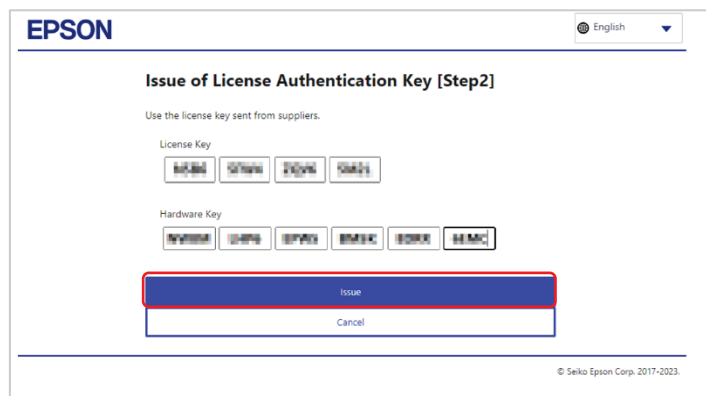 EPSON
English
Issue of License Authentication Key [Step2]
Use the license key sent from suppliers.
License Key
Hardware Key
Issue
Cancel
© Seiko Epson Corp. 2017-2023.